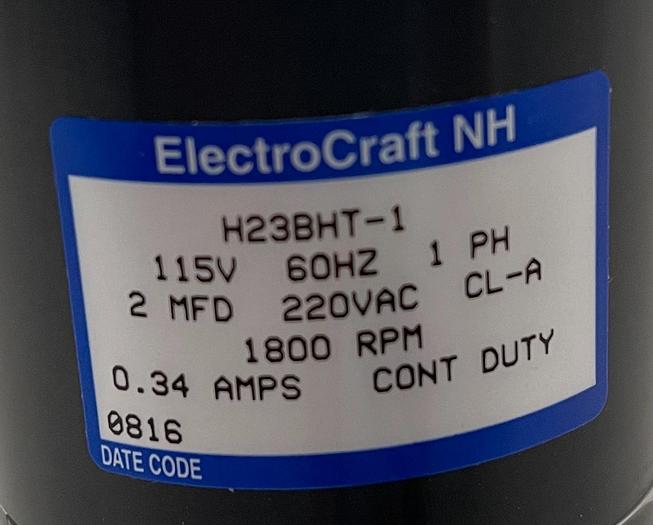 ElectroCraft NH
H23BHT-1
115V 60HZ 1 PH
2 MFD 220VAC CL-A
1800 RPM
0.34 AMPS CONT DUTY
0816
DATE CODE